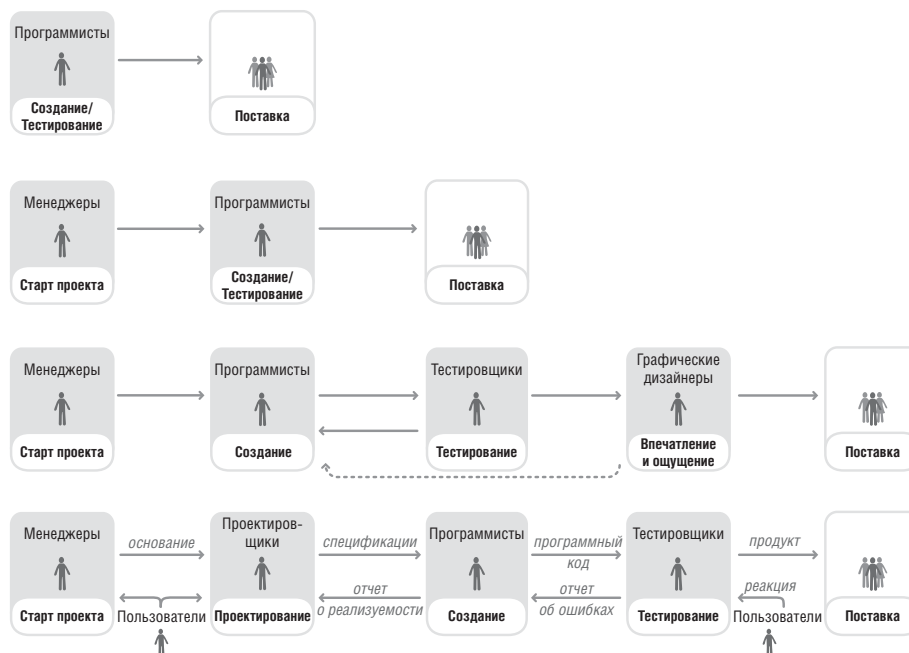 Программисты
Создание/
Тестирование
Поставка
Менеджеры
Старт проекта
Программисты
Создание/
Тестирование
Поставка
Менеджеры
Старт проекта
Программисты
Создание
Тестировщики
Тестирование
Графические
дизайнеры
Впечатление
и ощущение
Поставка
Менеджеры
Старт проекта
основание
Пользователи
Проектиров-
щики
Проектирование
спецификации
отчет
о реализуемости
Программисты
Создание
программный
код
отчет
об ошибках
Тестировщики
Тестирование
продукт
реакция
Пользователи
Поставка